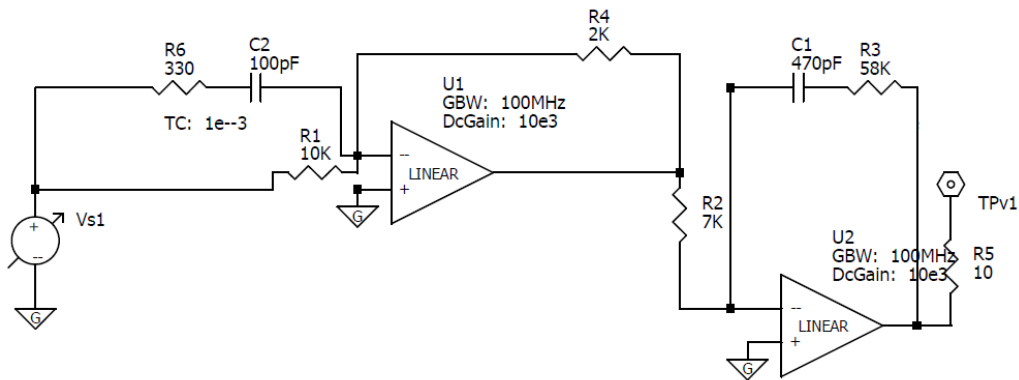 R6
330
C2
100pF
TC: 1e--3
R4
2K
C1
470pF
R3
58K
U1
GBW: 100MHz
DcGain: 10e3
R1
10K
--
+
LINEAR
G
Vs1
+
--
G
R2
7K
TPv1
U2
GBW: 100MHz
DcGain: 10e3
R5
10
--
+
LINEAR
G